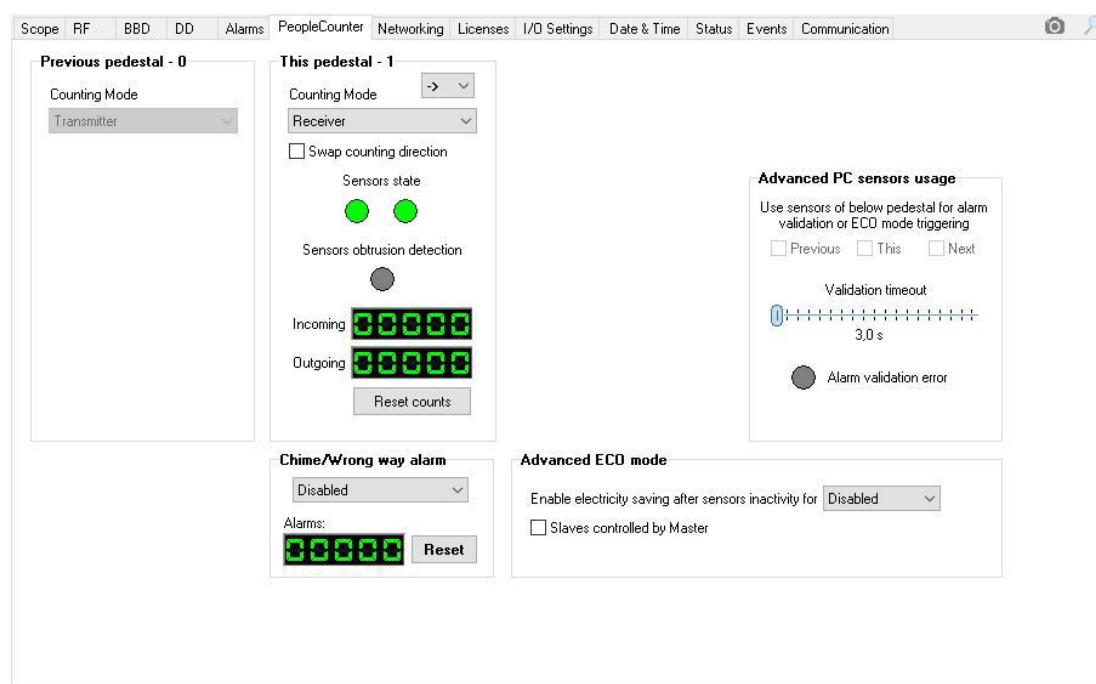 Scope RF BBD DD Alarms PeopleCounter Networking Licenses I/O Settings Date & Time Status Events Communication
Previous pedestal - 0
Counting Mode
Transmitter
This pedestal - 1
->
Counting Mode
Receiver
Swap counting direction
Sensors state
Sensors obtrusion detection
Incoming 00000
Outgoing 00000
Reset counts
Advanced PC sensors usage
Use sensors of below pedestal for alarm
validation or ECO mode triggering
Previous This Next
Validation timeout
3,0 s
Alarm validation error
Chime/Wrong way alarm
Disabled
Alarms:
00000 Reset
Advanced ECO mode
Enable electricity saving after sensors inactivity for Disabled
Slaves controlled by Master